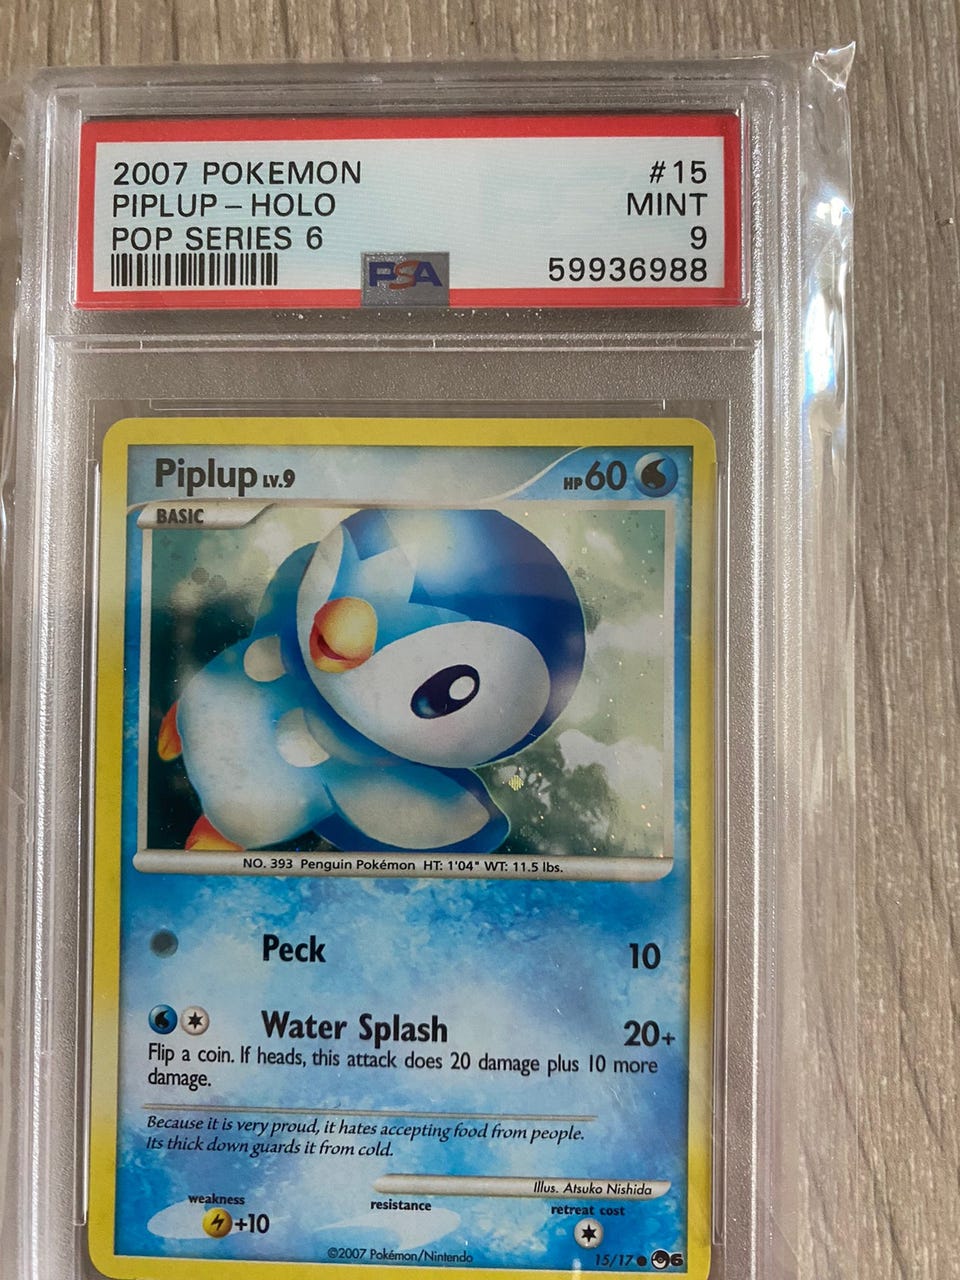 2007 POKEMON #15
PIPLUP – HOLO MINT
POP SERIES 6 9
PSA 59936988
Piplup LV.9 HP 60
BASIC
NO. 393 Penguin Pokémon HT: 1'04" WT: 11.5 lbs.
Peck 10
Water Splash 20+
Flip a coin. If heads, this attack does 20 damage plus 10 more
damage.
Because it is very proud, it hates accepting food from people.
Its thick down guards it from cold.
Illus. Atsuko Nishida
weakness resistance retreat cost
+10
©2007 Pokémon/Nintendo 15/17 6